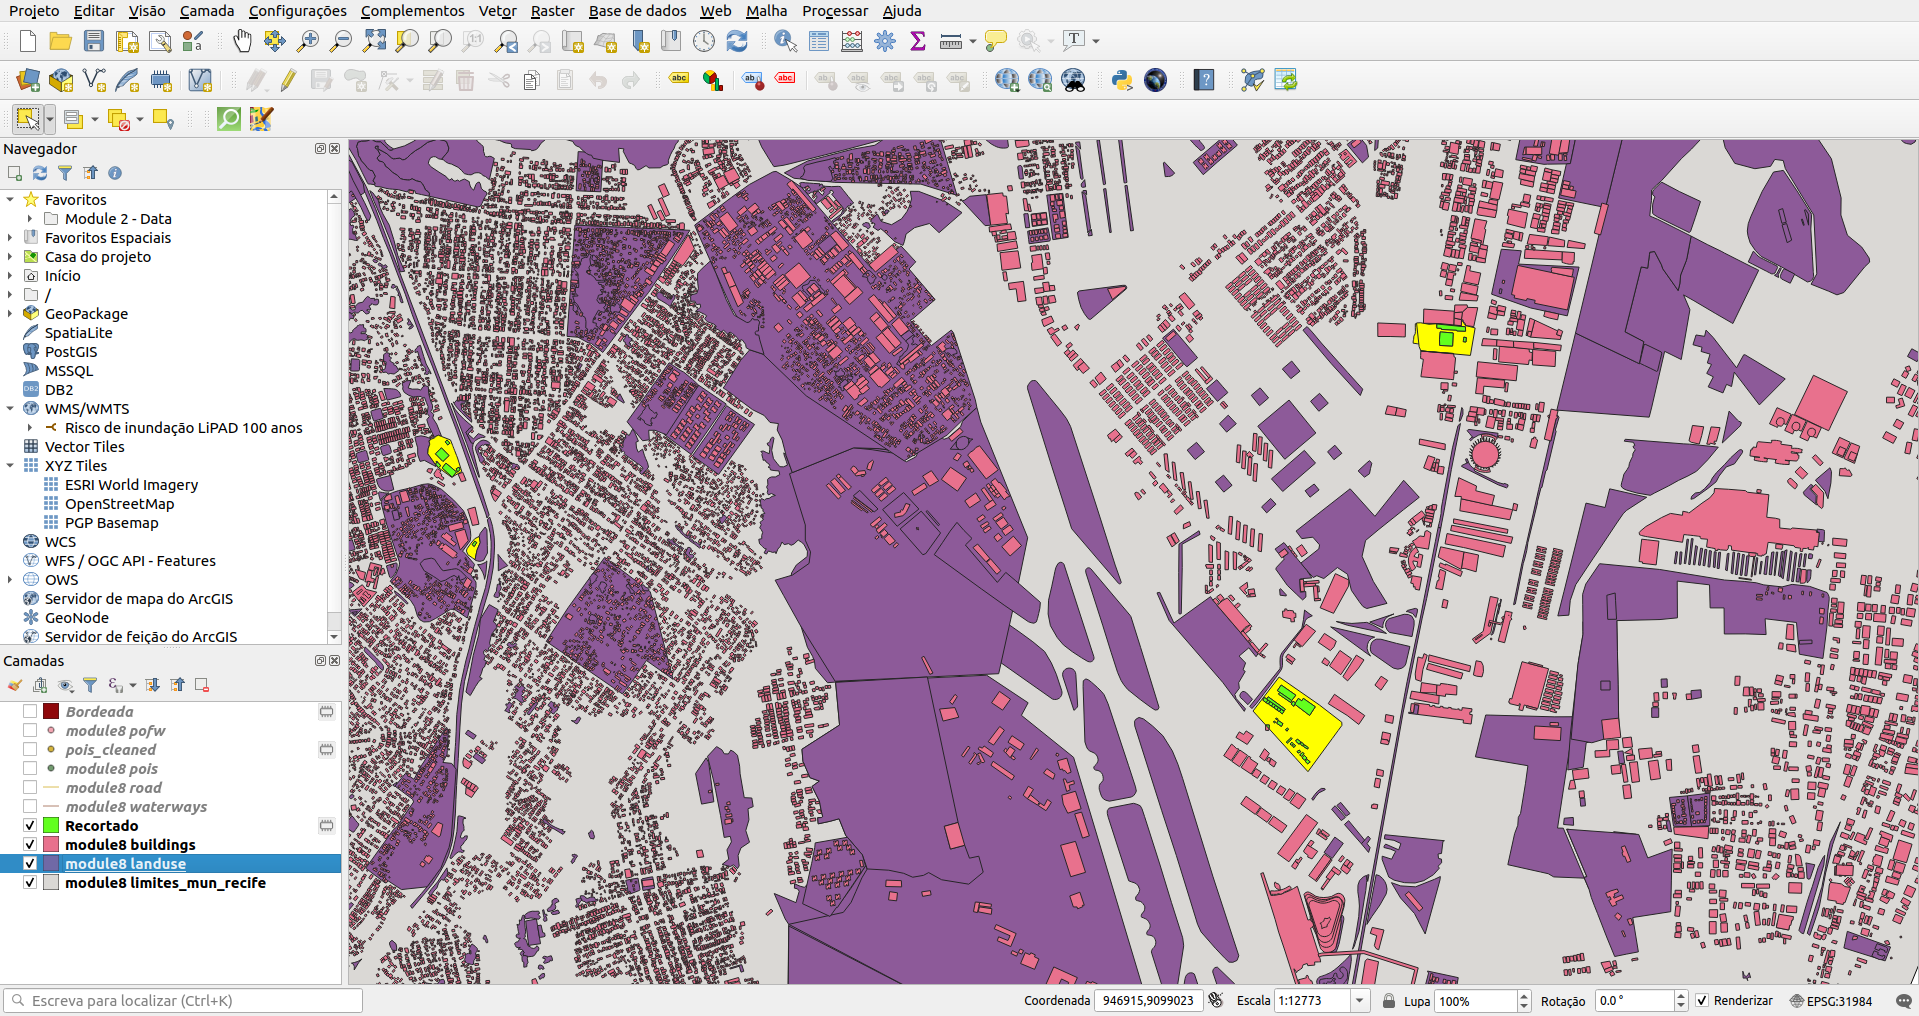 Projeto Editar Visão Camada Configurações Complementos Vetor Raster Base de dados Web Malha Processar Ajuda
Navegador
Favoritos
Module 2 - Data
Favoritos Espaciais
Casa do projeto
Início
/
GeoPackage
SpatiaLite
PostGIS
MSSQL
DB2
WMS/WMTS
Risco de inundação LiPAD 100 anos
Vector Tiles
XYZ Tiles
ESRI World Imagery
OpenStreetMap
PGP Basemap
WCS
WFS / OGC API - Features
OWS
Servidor de mapa do ArcGIS
GeoNode
Servidor de feição do ArcGIS
Camadas
Bordeada
module8 pofw
pois_cleaned
module8 pois
module8 road
module8 waterways
Recortado
module8 buildings
module8 landuse
module8 limites_mun_recife
Escreva para localizar (Ctrl+K)
Coordenada 946915,9099023 Escala 1:12773 Lupa 100% Rotação 0.0 ° Renderizar EPSG:31984